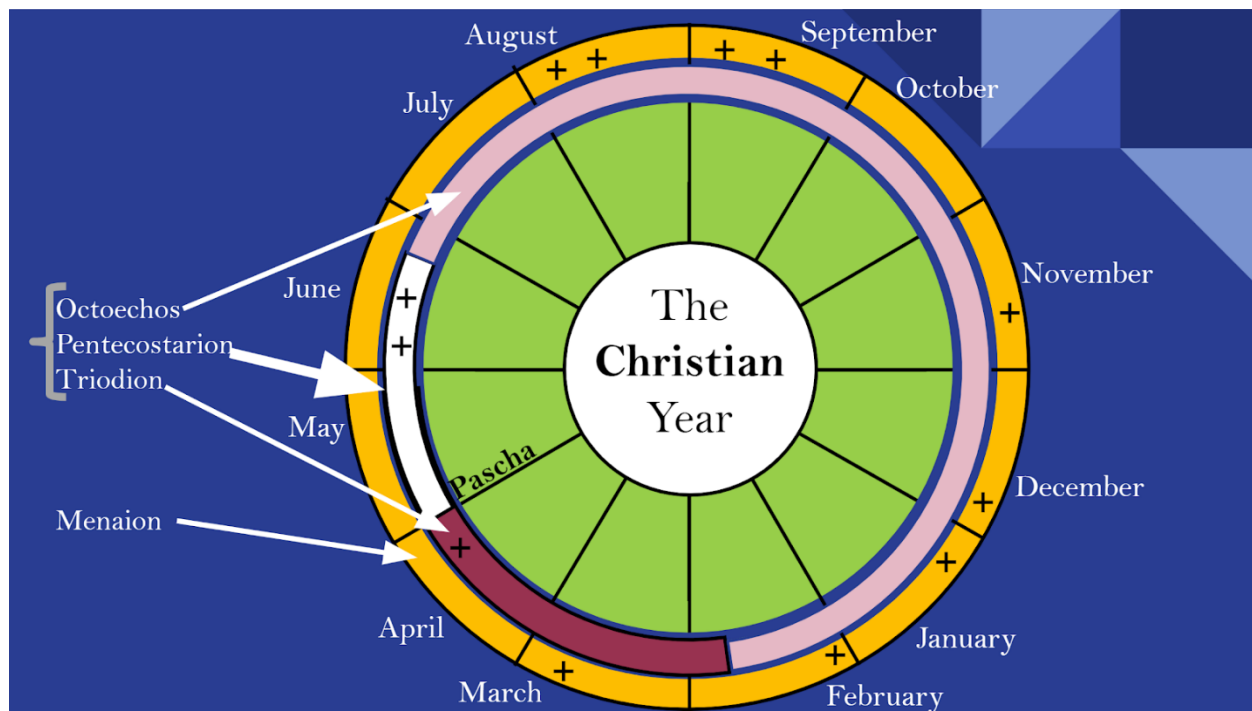 August
September
July
October
June
November
Octoechos
Pentecostarion
Triodion
May
Menaion
December
April
January
March
February
Pascha
The
Christian
Year
+
+
+
+
+
+
+
+
+
+
+
+